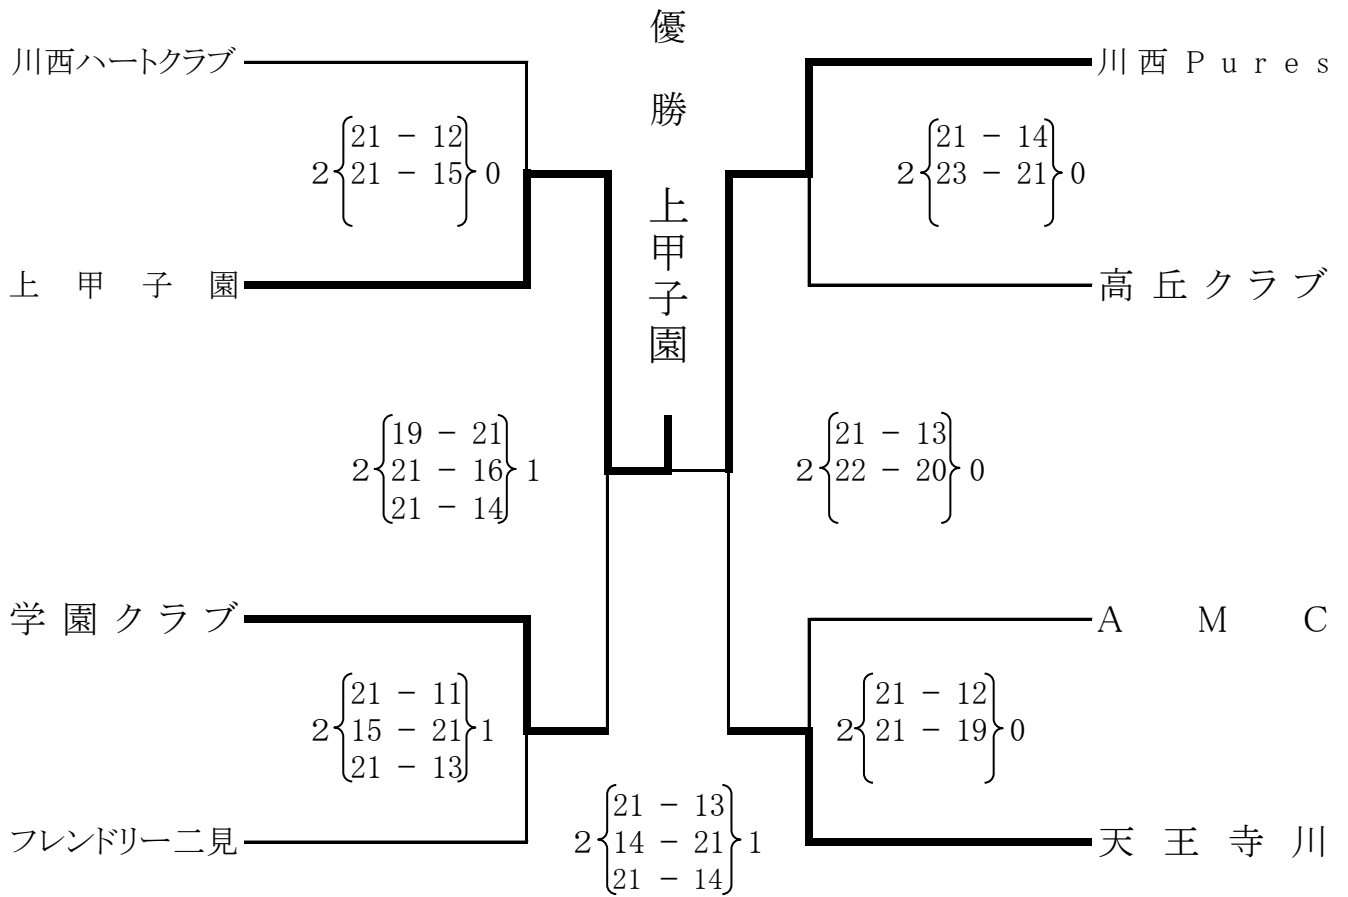 優勝 上甲子園
川西ハートクラブ
21 － 12
2 21 － 15 0
上甲子園
19 － 21
2 21 － 16 1
21 － 14
学園クラブ
21 － 11
2 15 － 21 1
21 － 13
フレンドリー二見
川西Pures
21 － 14
2 23 － 21 0
高丘クラブ
21 － 13
2 22 － 20 0
AMC
21 － 12
2 21 － 19 0
天王寺川
21 － 13
2 14 － 21 1
21 － 14